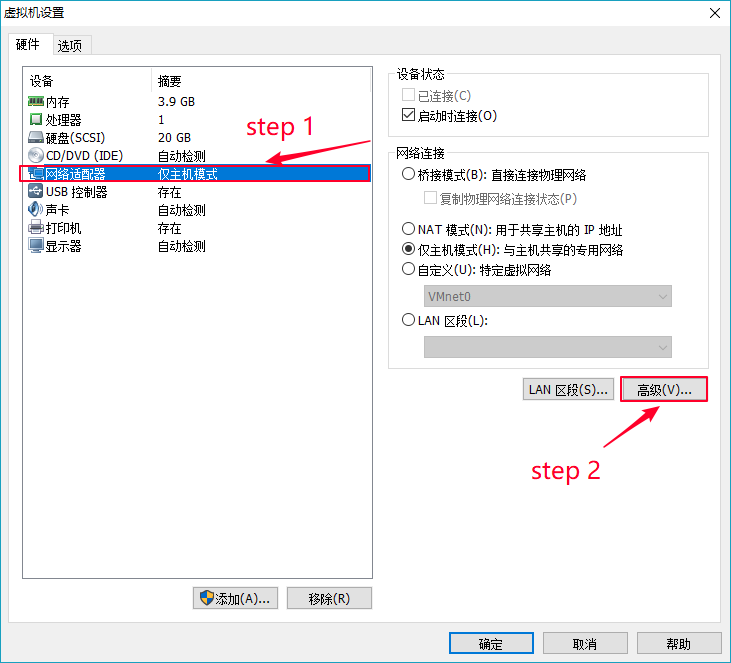 虚拟机设置
硬件 选项
设备 摘要
内存 3.9 GB
处理器 1
硬盘(SCSI) 20 GB
CD/DVD (IDE) 自动检测
网络适配器 仅主机模式
USB 控制器 存在
声卡 自动检测
打印机 存在
显示器 自动检测
step 1
添加(A)... 移除(R)
设备状态
已连接(C)
启动时连接(O)
网络连接
桥接模式(B): 直接连接物理网络
复制物理网络连接状态(P)
NAT 模式(N): 用于共享主机的 IP 地址
仅主机模式(H): 与主机共享的专用网络
自定义(U): 特定虚拟网络
VMnet0
LAN 区段(L):
LAN 区段(S)... 高级(V)...
step 2
确定 取消 帮助